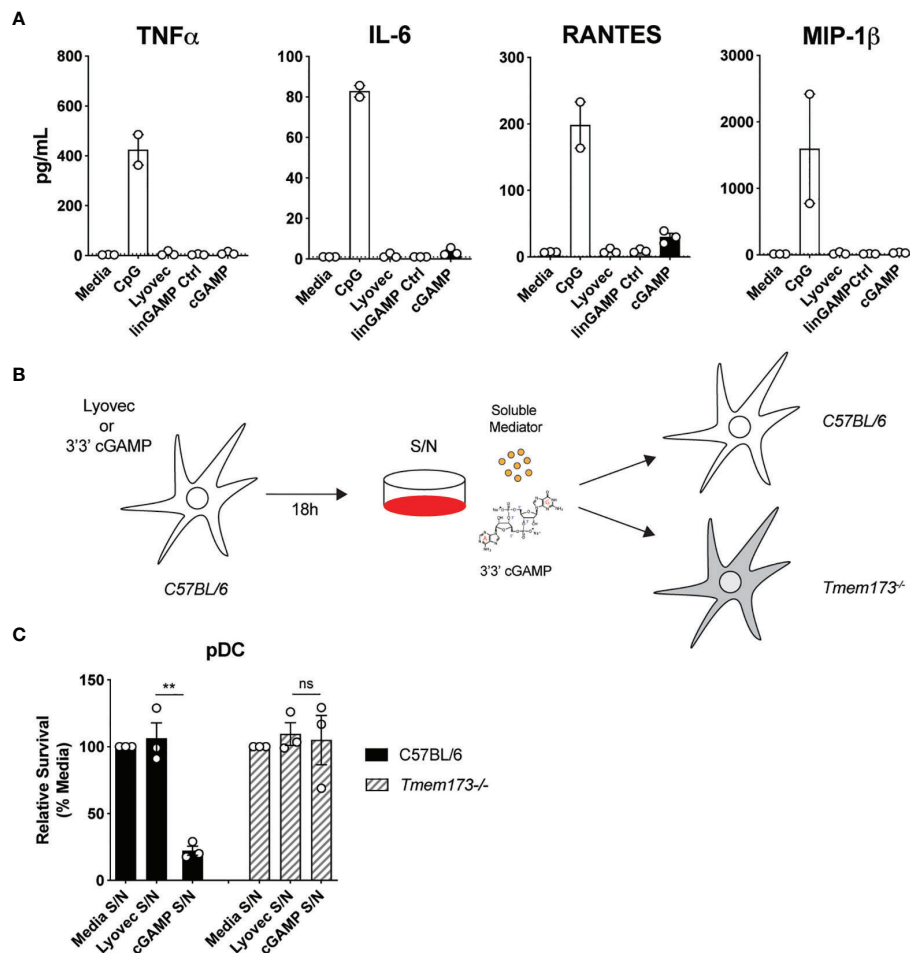 A
TNFα
IL-6
RANTES
MIP-1β
pg/mL
800
600
400
200
0
Media
CpG
Lyovec
linGAMP Ctrl
cGAMP
100
80
60
40
20
0
Media
CpG
Lyovec
linGAMP Ctrl
cGAMP
300
200
100
0
Media
CpG
Lyovec
linGAMP Ctrl
cGAMP
3000
2000
1000
0
Media
CpG
Lyovec
linGAMPCtrl
cGAMP
B
Lyovec
or
3'3' cGAMP
C57BL/6
18h
S/N
Soluble
Mediator
3'3' cGAMP
C57BL/6
Tmem173-/-
C
pDC
Relative Survival
(% Media)
150
100
50
0
**
ns
Media S/N
Lyovec S/N
cGAMP S/N
Media S/N
Lyovec S/N
cGAMP S/N
C57BL/6
Tmem173-/-